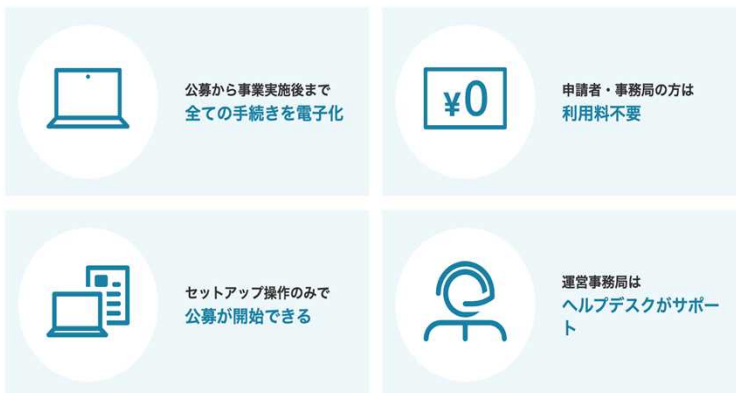 公募から事業実施後まで
全ての手続きを電子化
¥0
申請者・事務局の方は
利用料不要
セットアップ操作のみで
公募が開始できる
運営事務局は
ヘルプデスクがサポー
ト